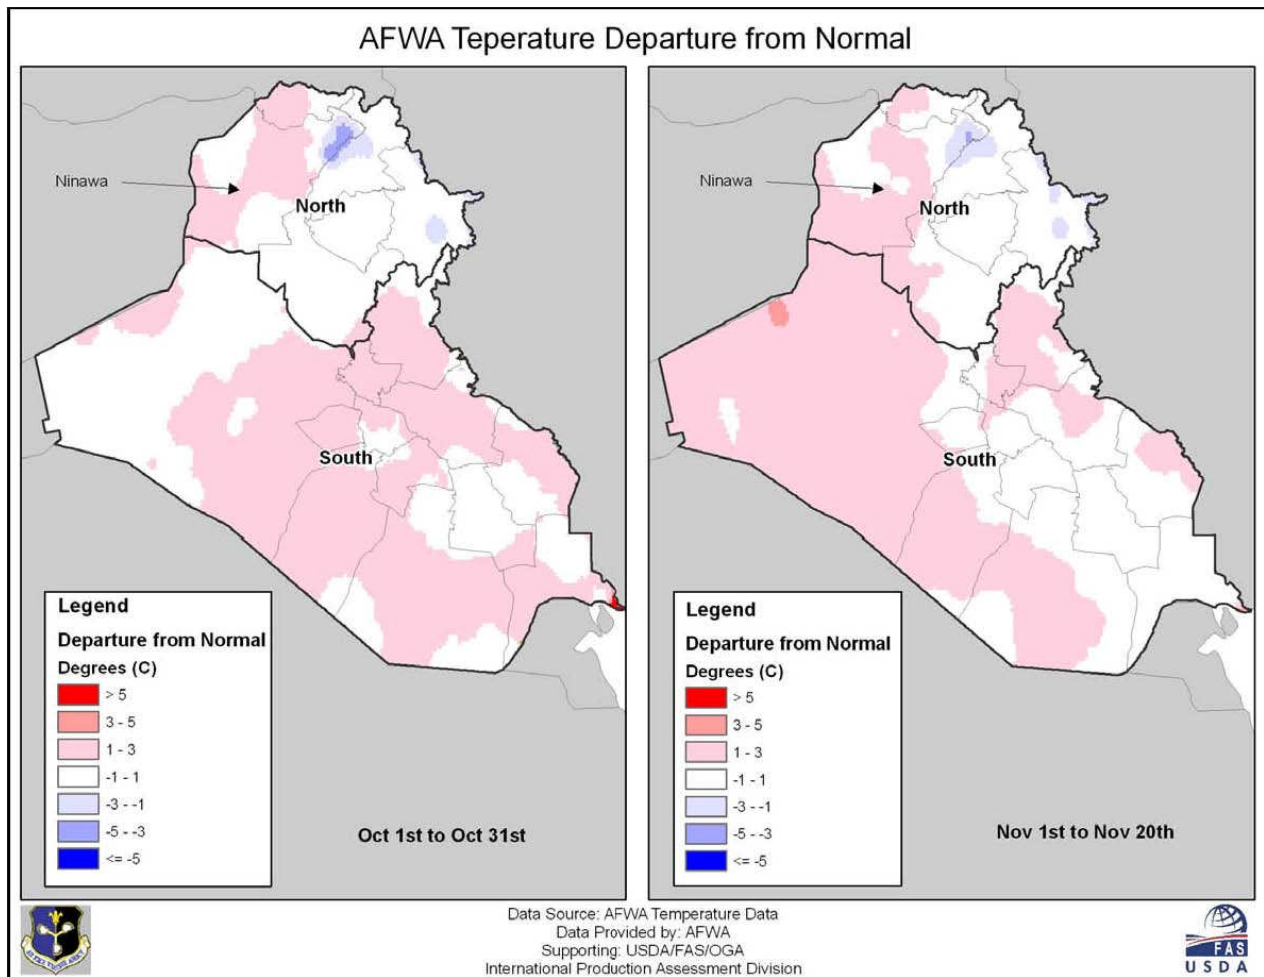 AFWA Teperature Departure from Normal
Ninawa
North
South
Legend
Departure from Normal
Degrees (C)
> 5
3 - 5
1 - 3
-1 - 1
-3 - -1
-5 - -3
<= -5
Oct 1st to Oct 31st
Ninawa
North
South
Legend
Departure from Normal
Degrees (C)
> 5
3 - 5
1 - 3
-1 - 1
-3 - -1
-5 - -3
<= -5
Nov 1st to Nov 20th
Data Source: AFWA Temperature Data
Data Provided by: AFWA
Supporting: USDA/FAS/OGA
International Production Assessment Division
FAS
USDA